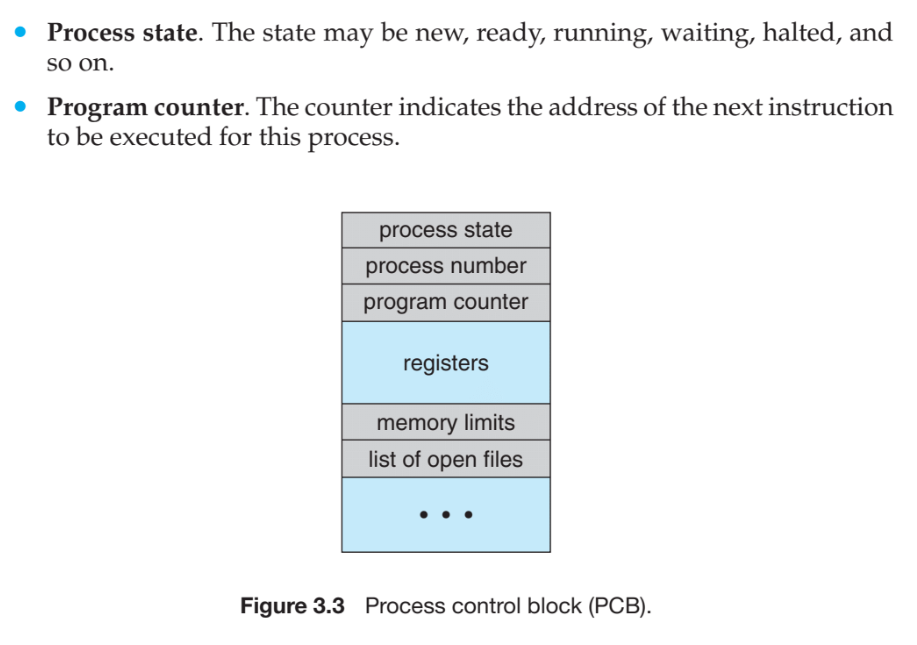 • Process state. The state may be new, ready, running, waiting, halted, and
so on.
• Program counter. The counter indicates the address of the next instruction
to be executed for this process.
process state
process number
program counter
registers
memory limits
list of open files
• • •
Figure 3.3 Process control block (PCB).